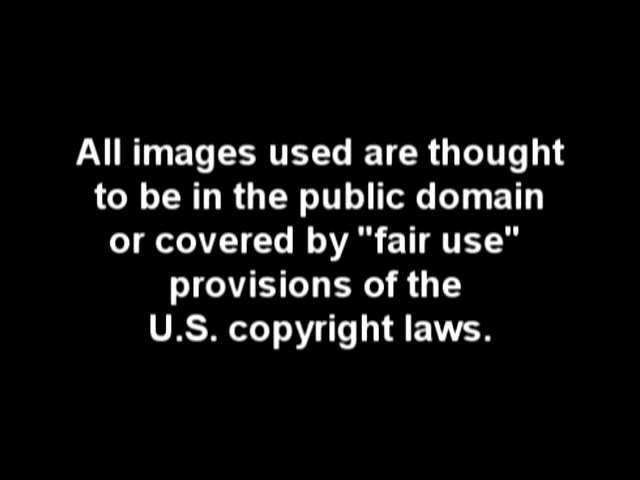 All images used are thought
to be in the public domain
or covered by "fair use"
provisions of the
U.S. copyright laws.